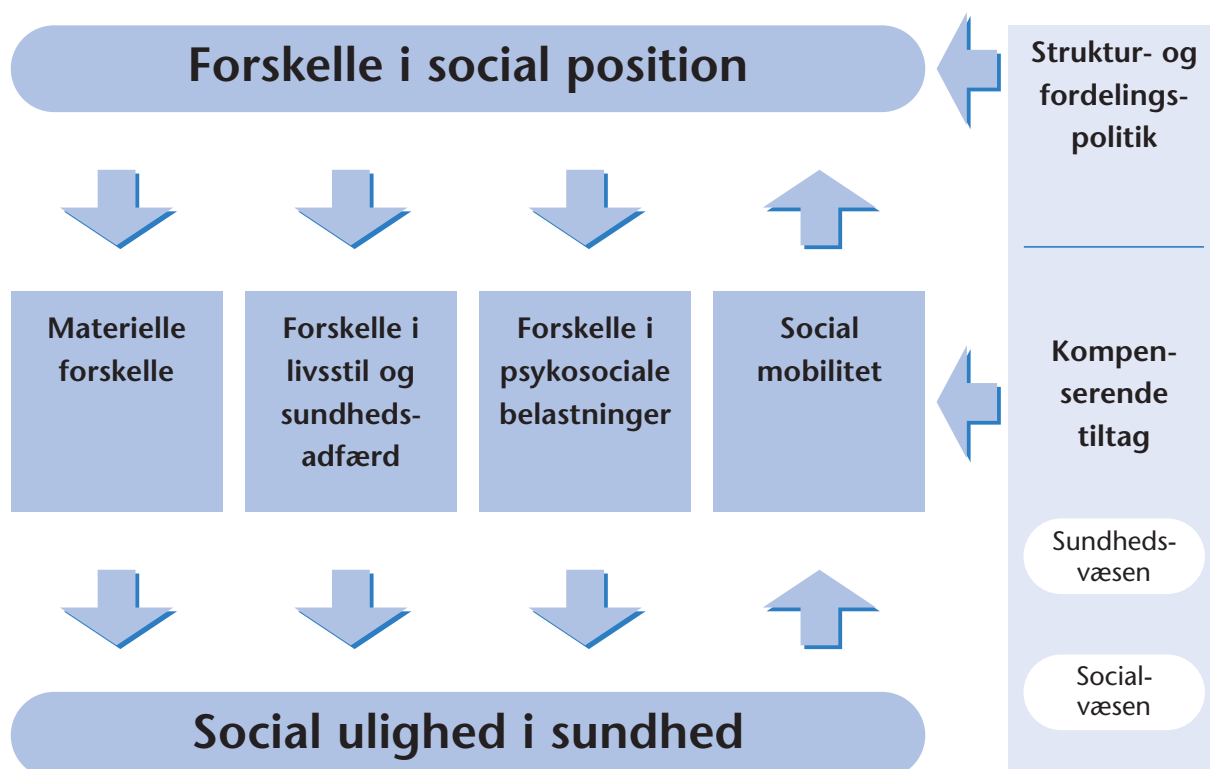 Forskelle i social position
Struktur- og
fordelings-
politik
Materielle
forskelle
Forskelle i
livsstil og
sundheds-
adfærd
Forskelle i
psykosociale
belastninger
Social
mobilitet
Kompen-
serende
tiltag
Sundheds-
væsen
Social-
væsen
Social ulighed i sundhed